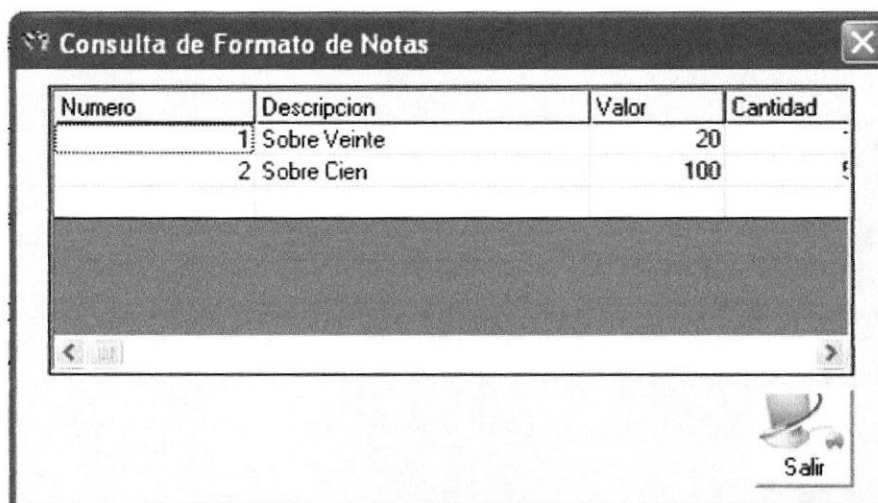 Consulta de Formato de Notas
Numero Descripcion Valor Cantidad
1 Sobre Veinte 20
2 Sobre Cien 100
Salir